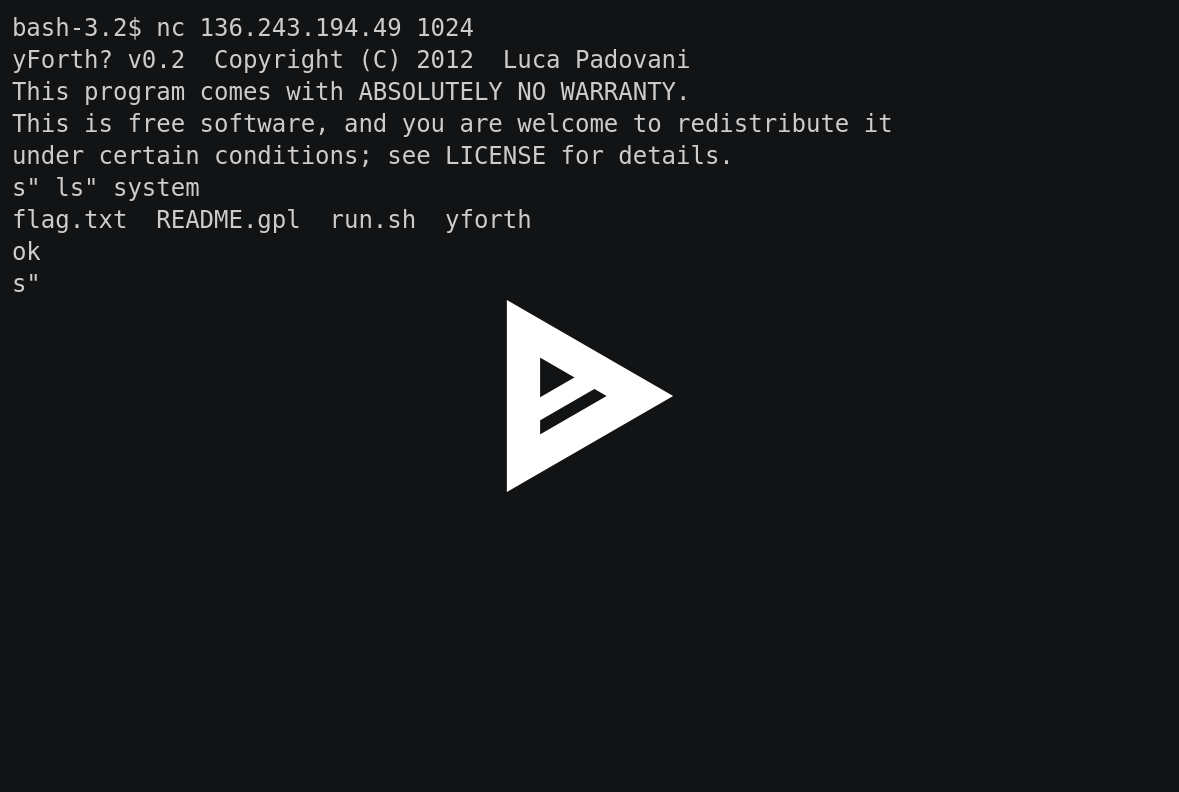 bash-3.2$ nc 136.243.194.49 1024
yForth? v0.2  Copyright (C) 2012  Luca Padovani
This program comes with ABSOLUTELY NO WARRANTY.
This is free software, and you are welcome to redistribute it
under certain conditions; see LICENSE for details.
s" ls" system
flag.txt  README.gpl  run.sh  yforth
ok
s"